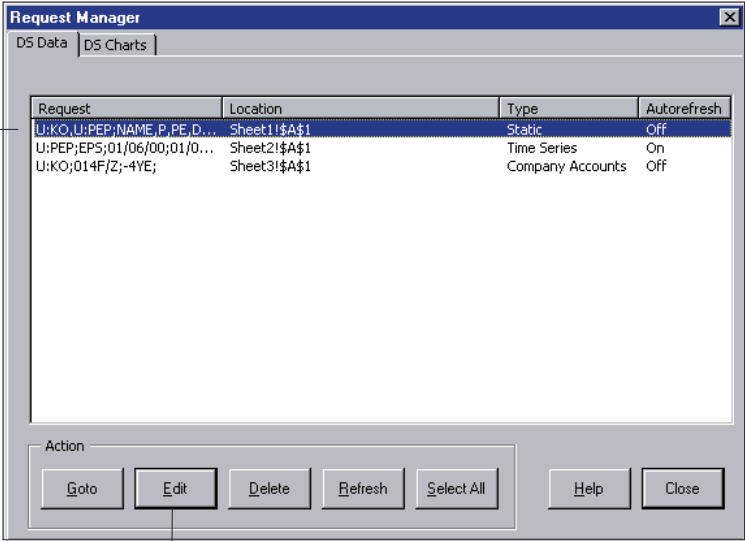 Request Manager
DS Data DS Charts
Request Location Type Autorefresh
U:KO,U:PEP;NAME,P,PE,D... Sheet1!$A$1 Static Off
U:PEP;EPS;01/06/00;01/0... Sheet2!$A$1 Time Series On
U:KO;014F/Z;-4YE; Sheet3!$A$1 Company Accounts Off
Action
Goto Edit Delete Refresh Select All Help Close